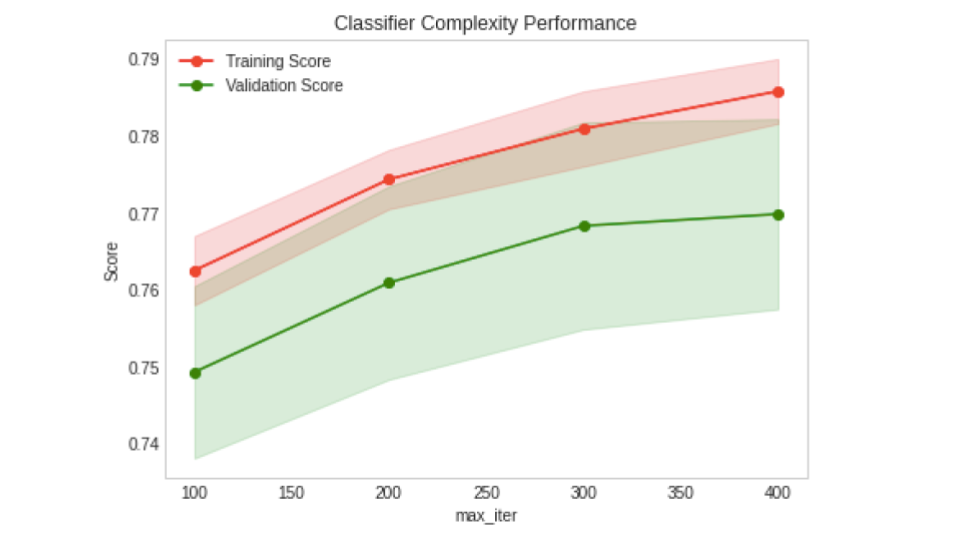 Classifier Complexity Performance
Training Score
Validation Score
0.79
0.78
0.77
0.76
0.75
0.74
Score
100 150 200 250 300 350 400
max_iter